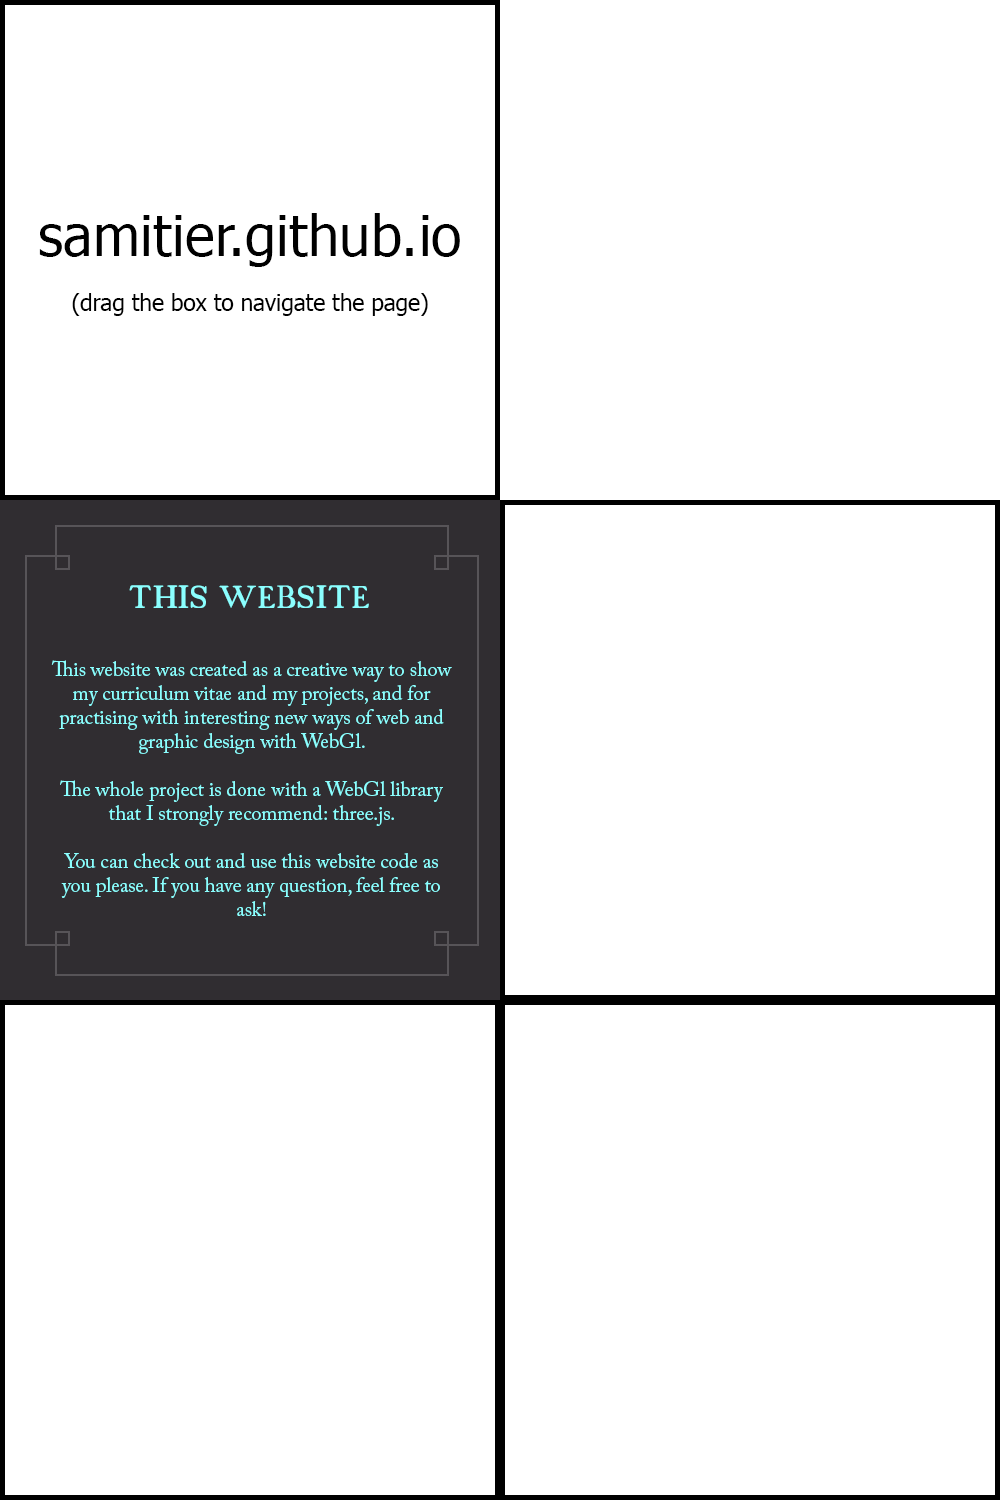 samitier.github.io
(drag the box to navigate the page)
THIS WEBSITE
This website was created as a creative way to show
my curriculum vitae and my projects, and for
practising with interesting new ways of web and
graphic design with WebGl.
The whole project is done with a WebGl library
that I strongly recommend: three.js.
You can check out and use this website code as
you please. If you have any question, feel free to
ask!